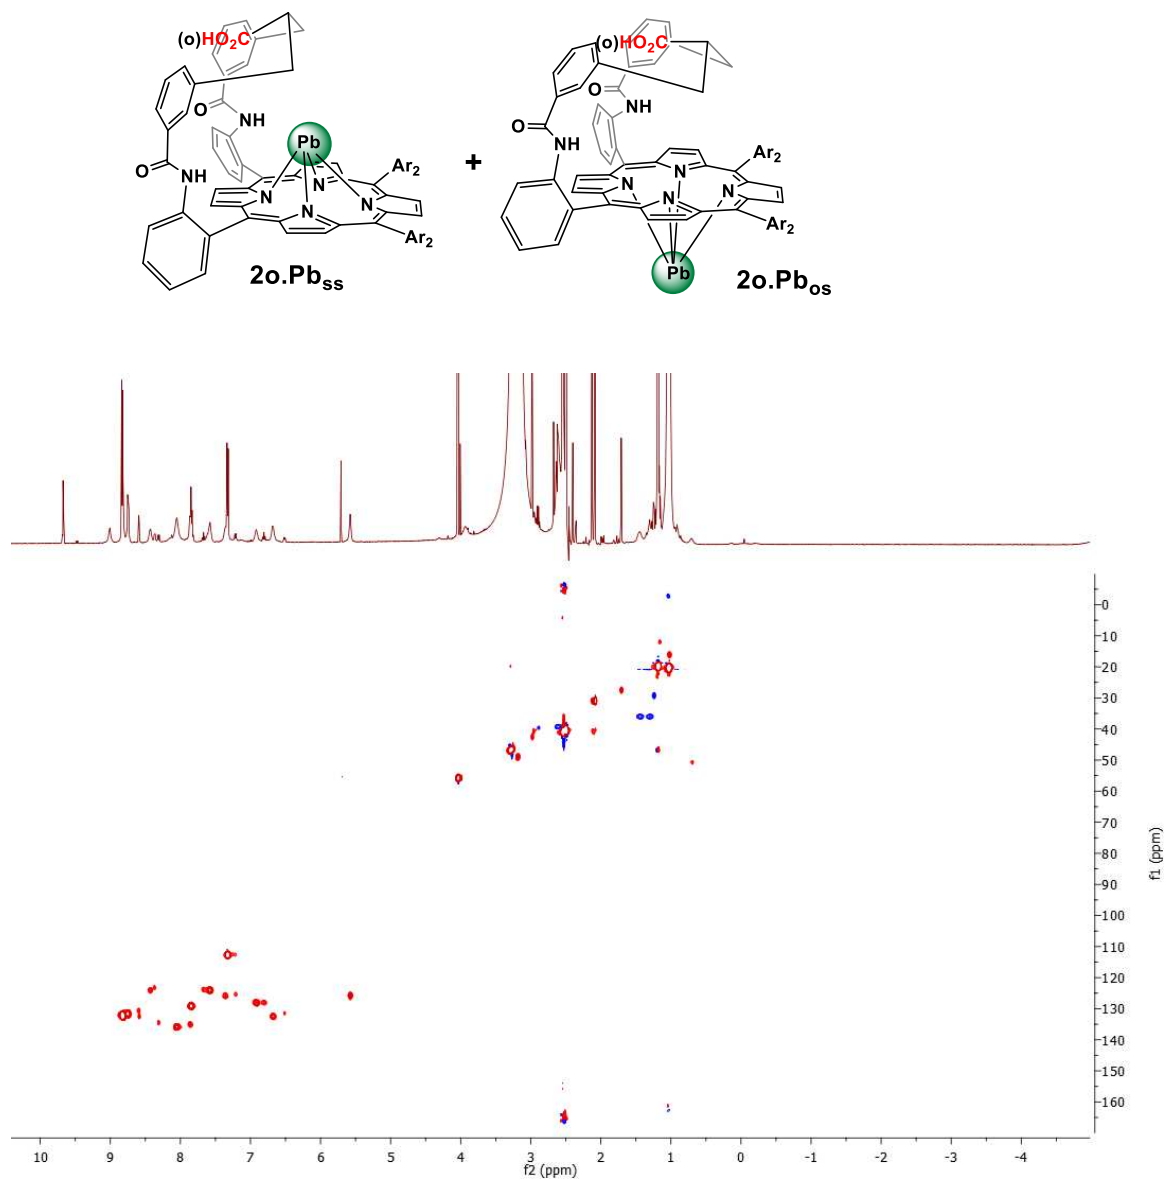 (o)HO2C
O
NH
O
NH
Pb
N
N
N
N
Ar2
Ar2
2o.Pbss
+
(o)HO2C
O
NH
O
NH
N
N
N
N
Ar2
Ar2
Pb
2o.Pbos
0
10
20
30
40
50
60
70
80
90
100
110
120
130
140
150
160
f1 (ppm)
10 9 8 7 6 5 4 3 2 1 0 -1 -2 -3 -4
f2 (ppm)